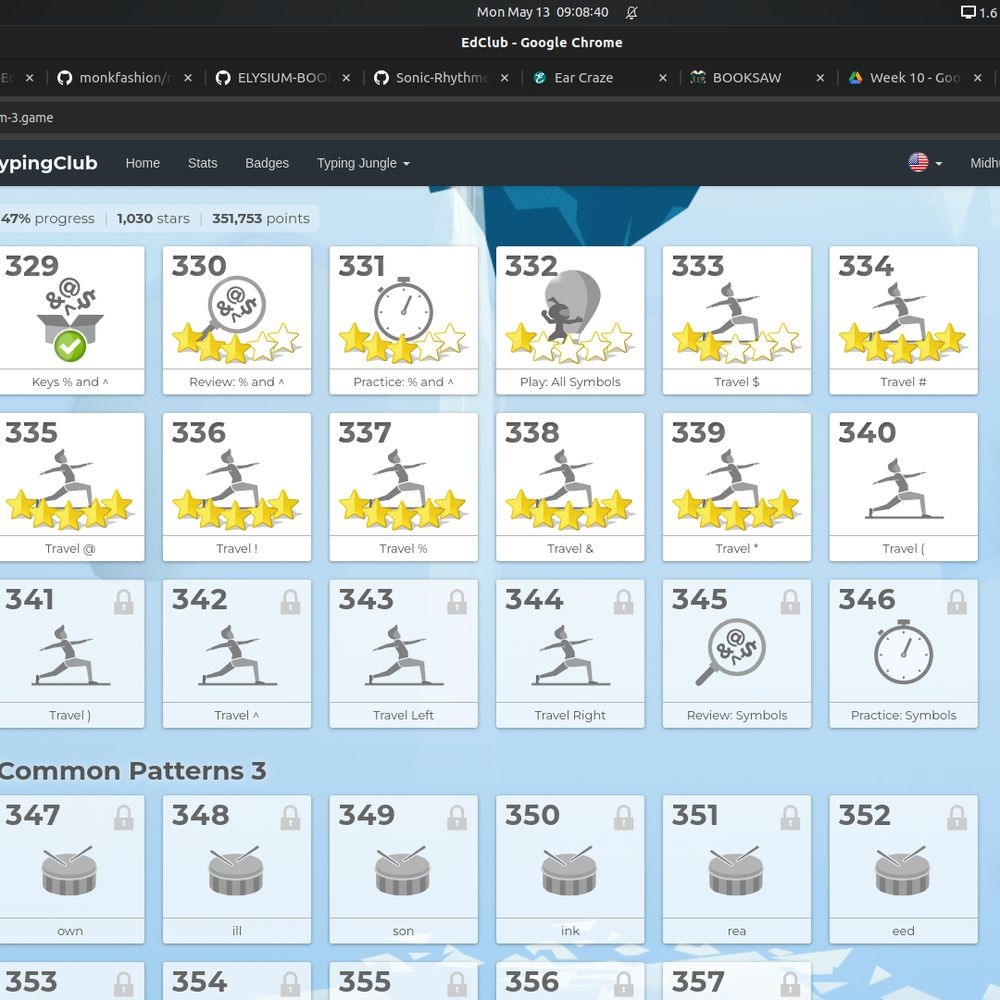 Mon May 13 09:08:40
1.6
EdClub - Google Chrome
monkfashion/
ELYSIUM-BOO
Sonic-Rhythme
Ear Craze
BOOKSAW
Week 10 - Goo
m-3.game
ypingClub Home Stats Badges Typing Jungle Midhu
47% progress | 1,030 stars | 351,753 points
329 330 331 332 333 334
Keys % and ^ Review: % and ^ Practice: % and ^ Play: All Symbols Travel $ Travel #
335 336 337 338 339 340
Travel @ Travel ! Travel % Travel & Travel * Travel (
341 342 343 344 345 346
Travel ) Travel ^ Travel Left Travel Right Review: Symbols Practice: Symbols
Common Patterns 3
347 348 349 350 351 352
own ill son ink rea eed
353 354 355 356 357